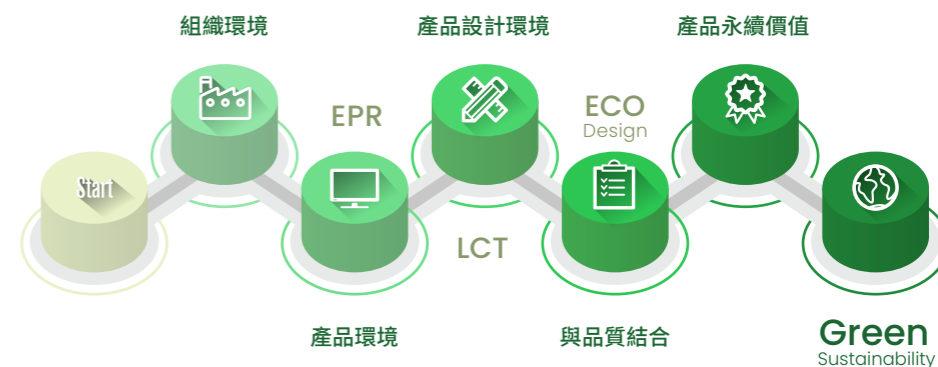 組織環境
產品設計環境
產品永續價值
EPR
ECO
Design
Start
LCT
產品環境
與品質結合
Green
Sustainability